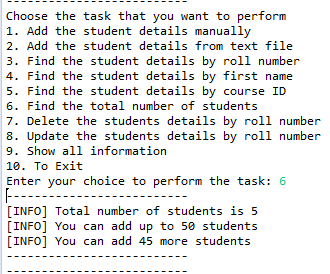 ---------------------------
Choose the task that you want to perform
1. Add the student details manually
2. Add the student details from text file
3. Find the student details by roll number
4. Find the student details by first name
5. Find the student details by course ID
6. Find the total number of students
7. Delete the students details by roll number
8. Update the students details by roll number
9. Show all information
10. To Exit
Enter your choice to perform the task: 6
---------------------------
[INFO] Total number of students is 5
[INFO] You can add up to 50 students
[INFO] You can add 45 more students
---------------------------
---------------------------